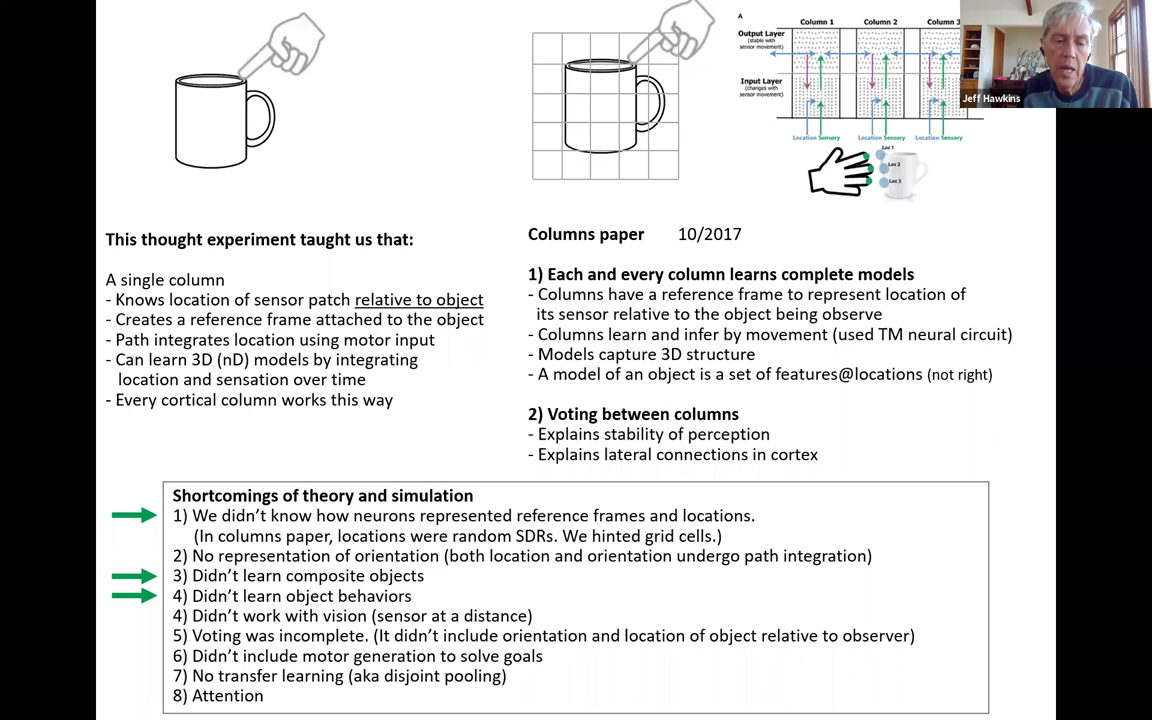 A
Column 1
Column 2
Column 3
Output Layer
(stable with
sensor movement)
Input Layer
(changes with
sensor movement)
Location Sensory
Location Sensory
Location Sensory
Loc 1
Loc 2
Loc 3
Jeff Hawkins
This thought experiment taught us that:
A single column
- Knows location of sensor patch relative to object
- Creates a reference frame attached to the object
- Path integrates location using motor input
- Can learn 3D (nD) models by integrating
location and sensation over time
- Every cortical column works this way
Columns paper 10/2017
1) Each and every column learns complete models
- Columns have a reference frame to represent location of
its sensor relative to the object being observe
- Columns learn and infer by movement (used TM neural circuit)
- Models capture 3D structure
- A model of an object is a set of features@locations (not right)
2) Voting between columns
- Explains stability of perception
- Explains lateral connections in cortex
Shortcomings of theory and simulation
1) We didn't know how neurons represented reference frames and locations.
(In columns paper, locations were random SDRs. We hinted grid cells.)
2) No representation of orientation (both location and orientation undergo path integration)
3) Didn't learn composite objects
4) Didn't learn object behaviors
4) Didn't work with vision (sensor at a distance)
5) Voting was incomplete. (It didn't include orientation and location of object relative to observer)
6) Didn't include motor generation to solve goals
7) No transfer learning (aka disjoint pooling)
8) Attention